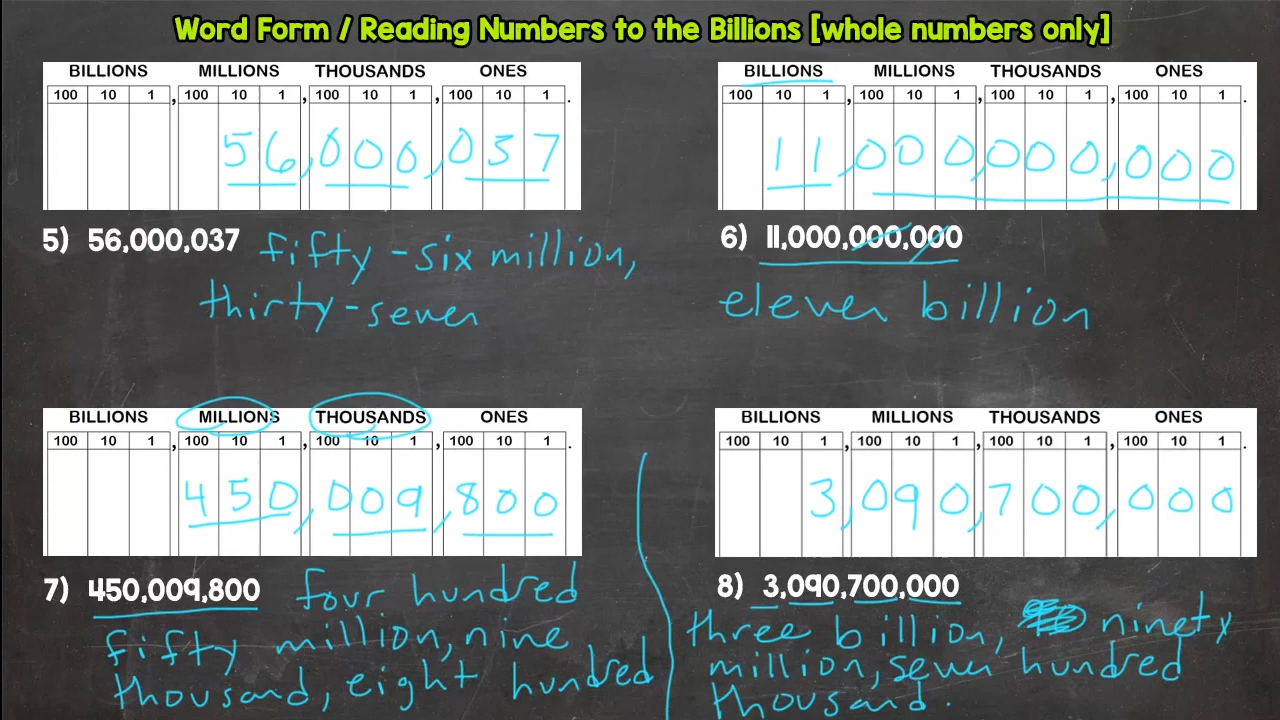 Word Form / Reading Numbers to the Billions [whole numbers only]
BILLIONS MILLIONS THOUSANDS ONES
100 10 1 , 100 10 1 , 100 10 1 , 100 10 1 .
56,000,037
5) 56,000,037 fifty-six million,
thirty-seven
BILLIONS MILLIONS THOUSANDS ONES
100 10 1 , 100 10 1 , 100 10 1 , 100 10 1 .
11,000,000,000
6) 11,000,000,000
eleven billion
BILLIONS MILLIONS THOUSANDS ONES
100 10 1 , 100 10 1 , 100 10 1 , 100 10 1 .
450,009,800
7) 450,009,800 four hundred
fifty million, nine
thousand, eight hundred
BILLIONS MILLIONS THOUSANDS ONES
100 10 1 , 100 10 1 , 100 10 1 , 100 10 1 .
3,090,700,000
8) 3,090,700,000
three billion, ninety
million, seven hundred
thousand.